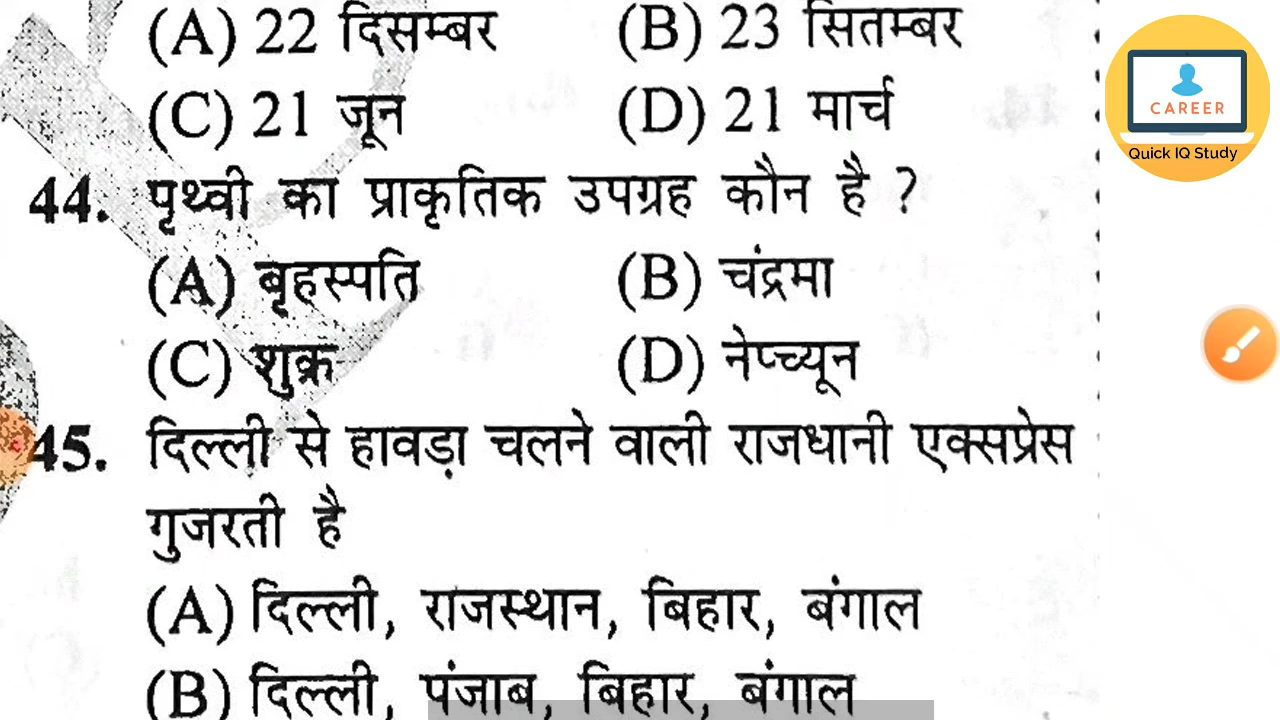 (A) 22 दिसम्बर (B) 23 सितम्बर
(C) 21 जून (D) 21 मार्च
44. पृथ्वी का प्राकृतिक उपग्रह कौन है ?
(A) बृहस्पति (B) चंद्रमा
(C) शुक्र (D) नेप्च्यून
45. दिल्ली से हावड़ा चलने वाली राजधानी एक्सप्रेस
गुजरती है
(A) दिल्ली, राजस्थान, बिहार, बंगाल
(B) दिल्ली, पंजाब, बिहार, बंगाल
CAREER
Quick IQ Study